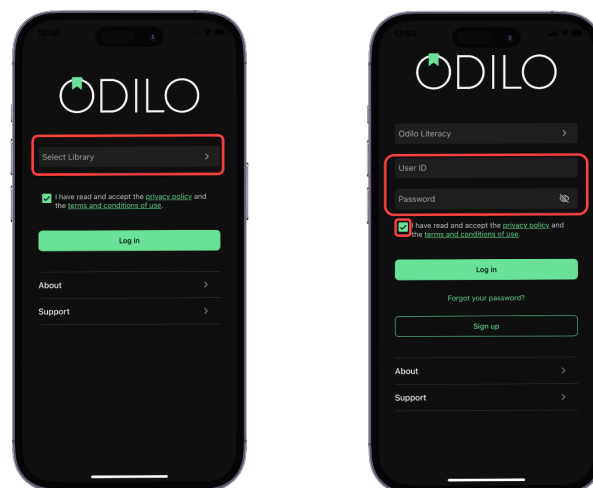 12:46
ODILO
Select Library
I have read and accept the privacy policy and
the terms and conditions of use.
Log in
About
Support
12:54
ODILO
Odilo Literacy
User ID
Password
I have read and accept the privacy policy and
the terms and conditions of use.
Log in
Forgot your password?
Sign up
About
Support